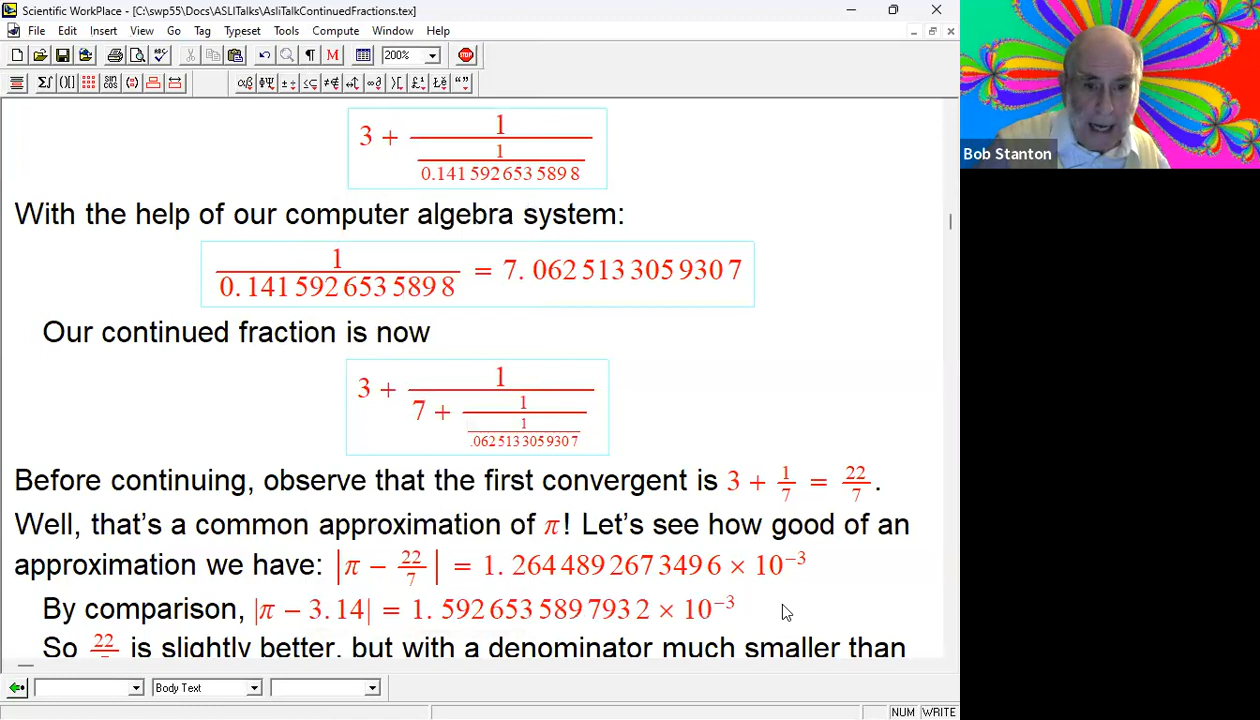 Scientific WorkPlace - [C:\swp55\Docs\ASLITalks\AsliTalkContinuedFractions.tex]
File Edit Insert View Go Tag Typeset Tools Compute Window Help
200%
STOP
3 + 1/(1/0.141 592 653 589 8)
With the help of our computer algebra system:
1/0.141 592 653 589 8 = 7.062 513 305 930 7
Our continued fraction is now
3 + 1/(7 + 1/(1/.062 513 305 930 7))
Before continuing, observe that the first convergent is 3 + 1/7 = 22/7.
Well, that's a common approximation of π! Let's see how good of an
approximation we have: |π − 22/7| = 1.264 489 267 349 6 × 10⁻³
By comparison, |π − 3.14| = 1.592 653 589 793 2 × 10⁻³
So 22/7 is slightly better, but with a denominator much smaller than
Body Text
NUM WRITE
Bob Stanton